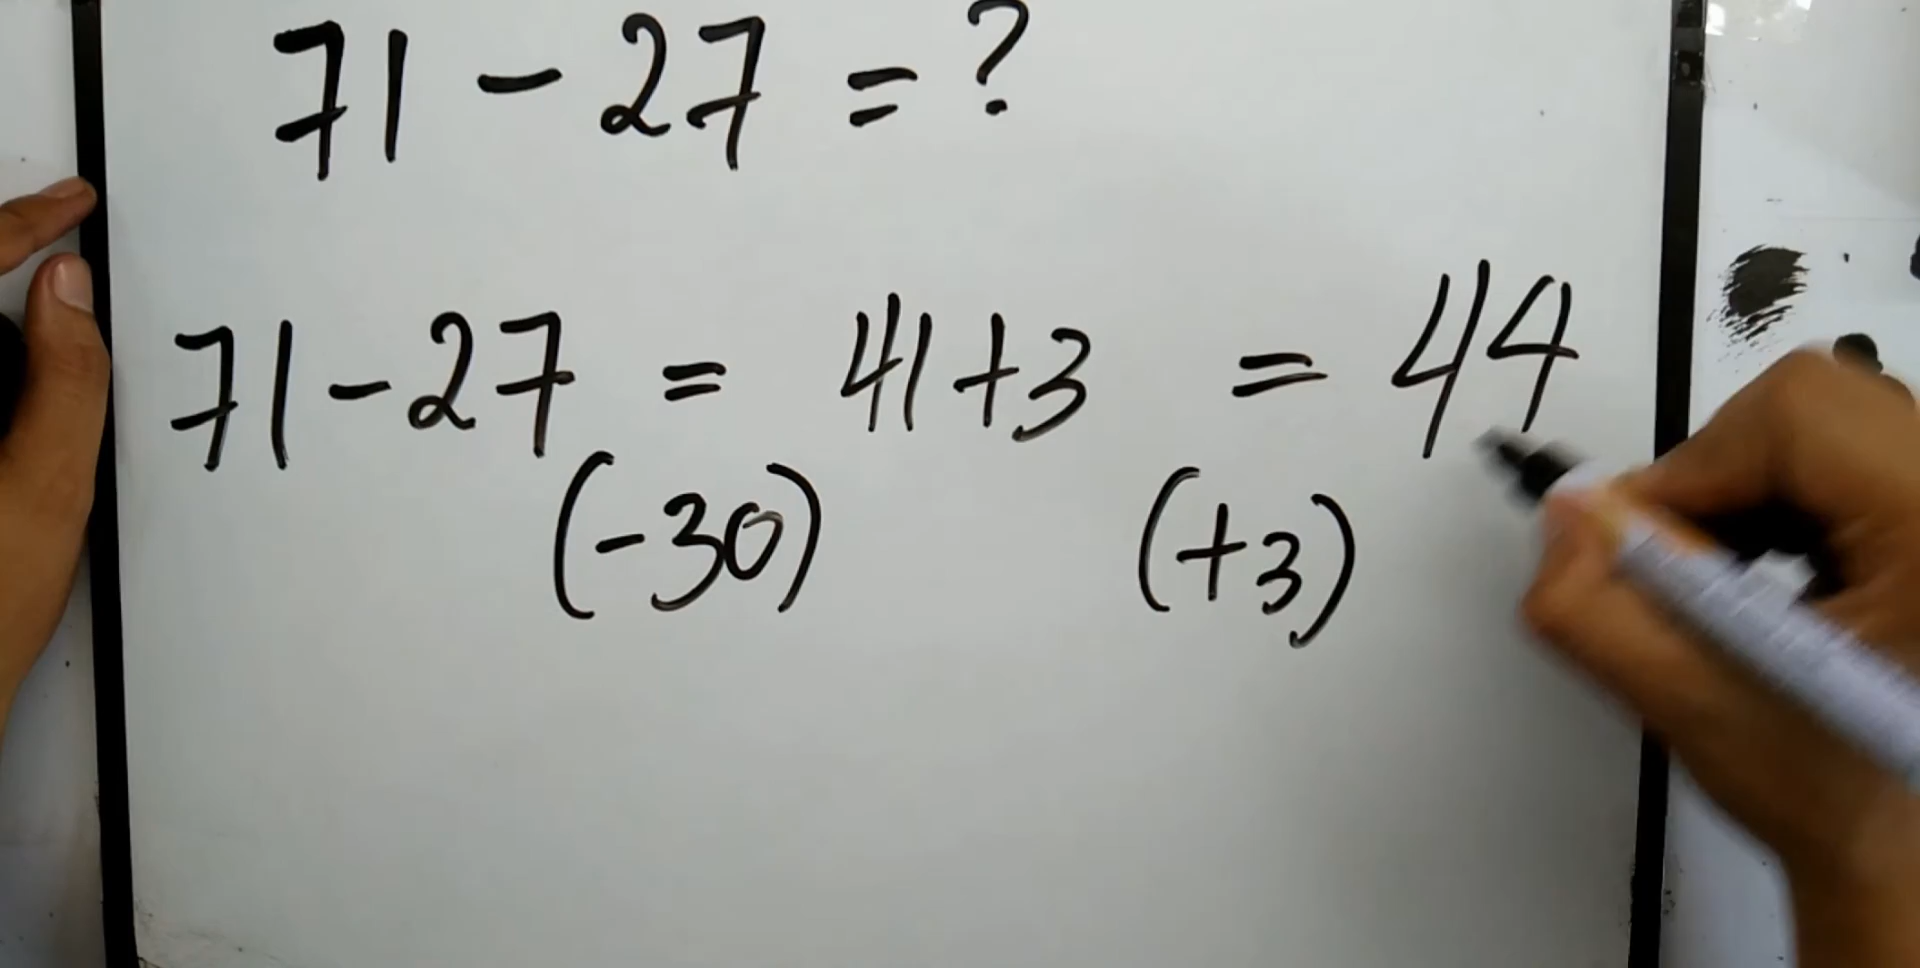 71 - 27 = ?
71 - 27 = 41 + 3 = 44
(-30) (+3)